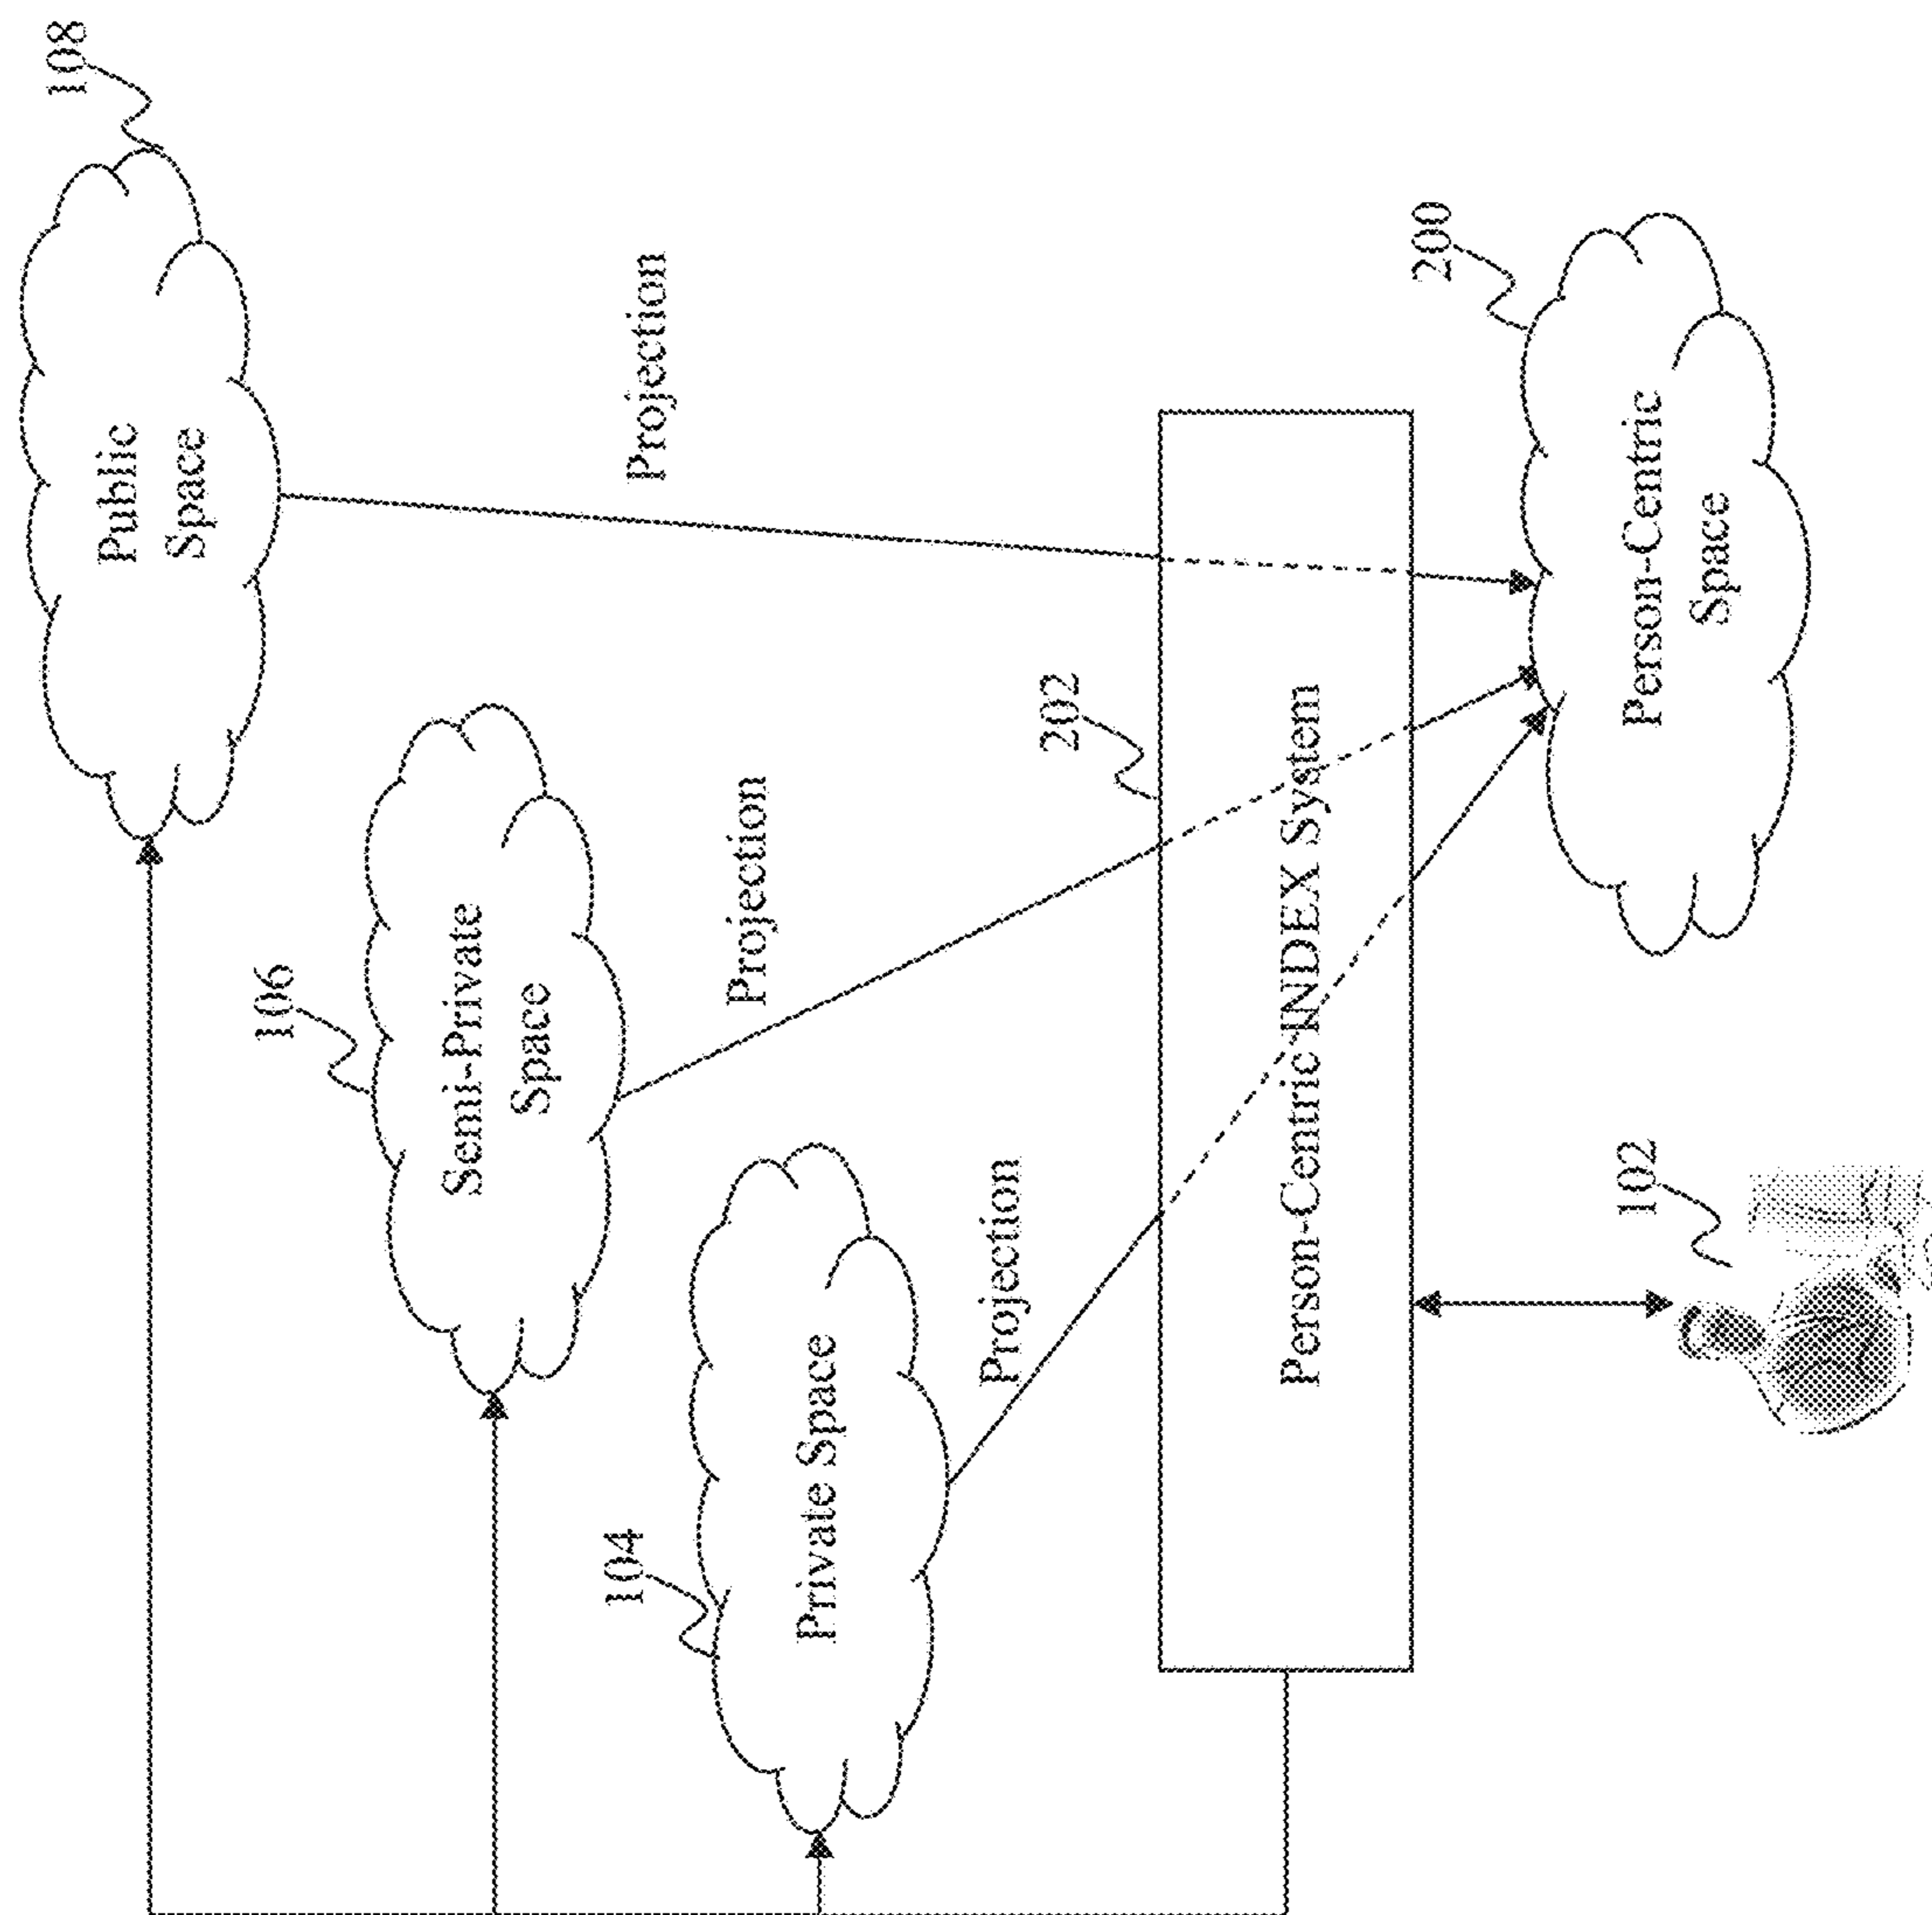 108
Public
Space
Projection
106
Semi-Private
Space
Projection
104
Private Space
Projection
202
Person-Centric INDEX System
200
Person-Centric
Space
102